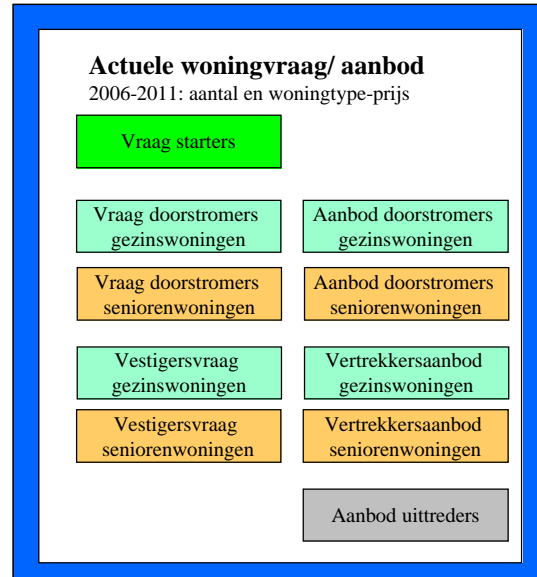 Actuele woningvraag/ aanbod
2006-2011: aantal en woningtype-prijs
Vraag starters
Vraag doorstromers
gezinswoningen
Aanbod doorstromers
gezinswoningen
Vraag doorstromers
seniorenwoningen
Aanbod doorstromers
seniorenwoningen
Vestigersvraag
gezinswoningen
Vertrekkersaanbod
gezinswoningen
Vestigersvraag
seniorenwoningen
Vertrekkersaanbod
seniorenwoningen
Aanbod uittreders